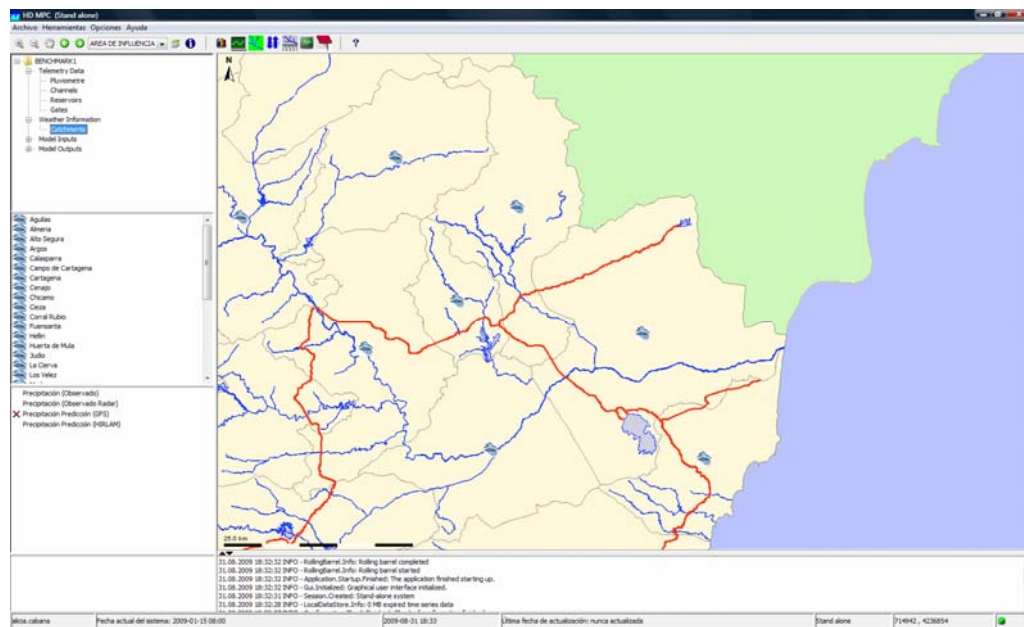 HD MPC (Stand alone)
Archivo Herramientas Opciones Ayuda
AREA DE INFLUENCIA
?
BENCHMARK1
Telemetry Data
Pluviometre
Channels
Reservoirs
Gates
Weather Information
Catchments
Model Inputs
Model Outputs
Aguilas
Almeria
Alto Segura
Argos
Calasparra
Campo de Cartagena
Cartagena
Cenajo
Chicamo
Cieza
Corral Rubio
Fuensanta
Hellin
Huerta de Mula
Judio
La Cierva
Los Velez
Precipitación (Observado)
Precipitación (Observado Radar)
Precipitación Predicción (GFS)
Precipitación Predicción (HIRLAM)
N
25.0 km
31.08.2009 18:32:32 INFO - RollingBarrel.Info: Rolling barrel completed
31.08.2009 18:32:32 INFO - RollingBarrel.Info: Rolling barrel started
31.08.2009 18:32:32 INFO - Application.Startup.Finished: The application finished starting up.
31.08.2009 18:32:32 INFO - Gui.Initialized: Graphical user interface initialized.
31.08.2009 18:32:31 INFO - Session.Created: Stand-alone system
31.08.2009 18:32:28 INFO - LocalDataStore.Info: 0 MB expired time series data
alicia.cabana
Fecha actual del sistema: 2009-01-15 08:00
2009-08-31 18:33
Última fecha de actualización: nunca actualizada
Stand alone
714942 , 4236854